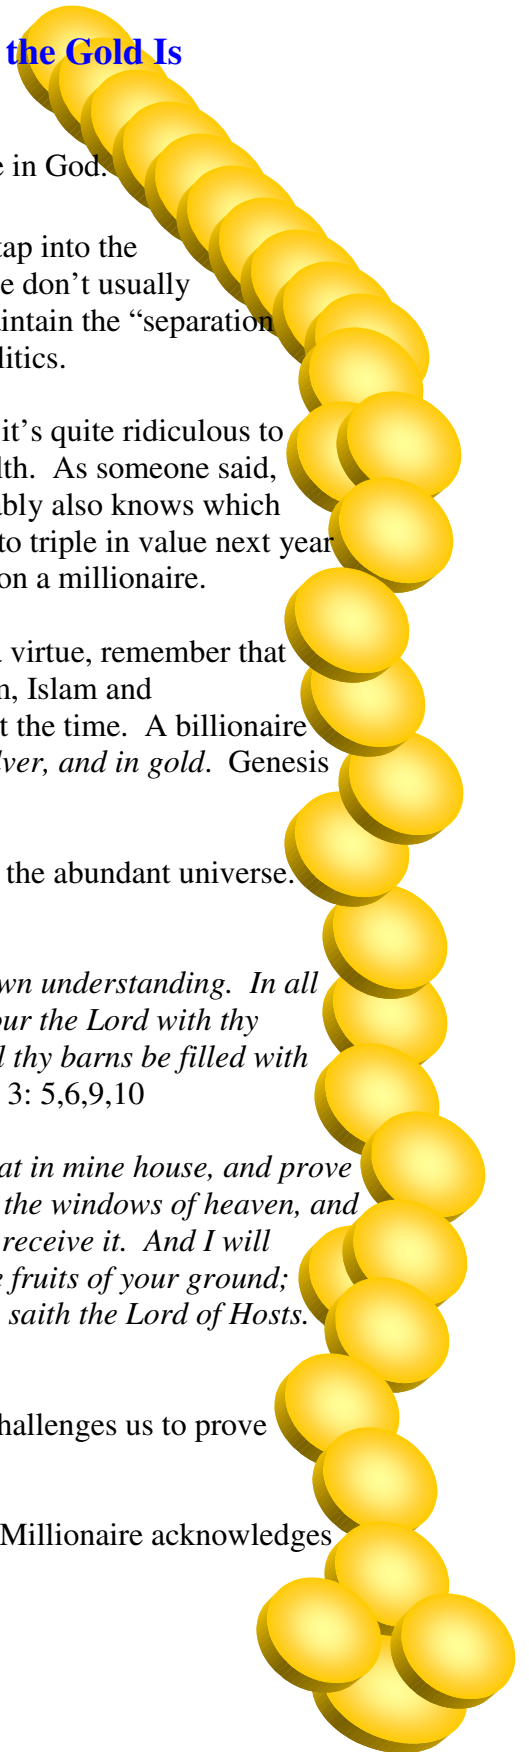 the Gold Is
e in God.
tap into the
e don’t usually
intain the “separation
litics.
it’s quite ridiculous to
lth.  As someone said,
ably also knows which
to triple in value next year
on a millionaire.
virtue, remember that
n, Islam and
t the time.  A billionaire
lver, and in gold.  Genesis
the abundant universe.
wn understanding.  In all
our the Lord with thy
l thy barns be filled with
3: 5,6,9,10
at in mine house, and prove
the windows of heaven, and
receive it.  And I will
e fruits of your ground;
saith the Lord of Hosts.
hallenges us to prove
Millionaire acknowledges